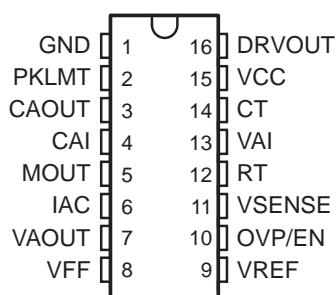 GND 1 16 DRVOUT
PKLMT 2 15 VCC
CAOUT 3 14 CT
CAI 4 13 VAI
MOUT 5 12 RT
IAC 6 11 VSENSE
VAOUT 7 10 OVP/EN
VFF 8 9 VREF